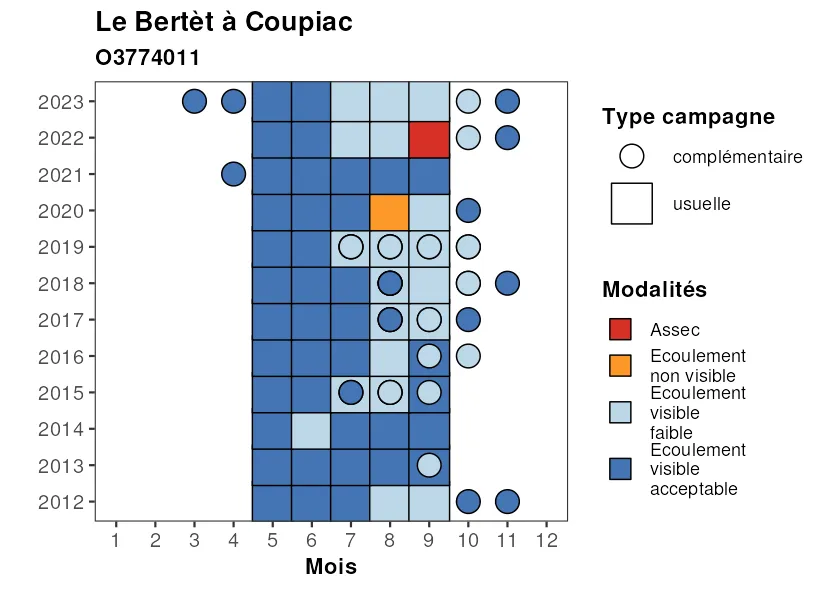 Le Bertèt à Coupiac
O3774011
2023
2022
2021
2020
2019
2018
2017
2016
2015
2014
2013
2012
1 2 3 4 5 6 7 8 9 10 11 12
Mois
Type campagne
complémentaire
usuelle
Modalités
Assec
Ecoulement
non visible
Ecoulement
visible
faible
Ecoulement
visible
acceptable